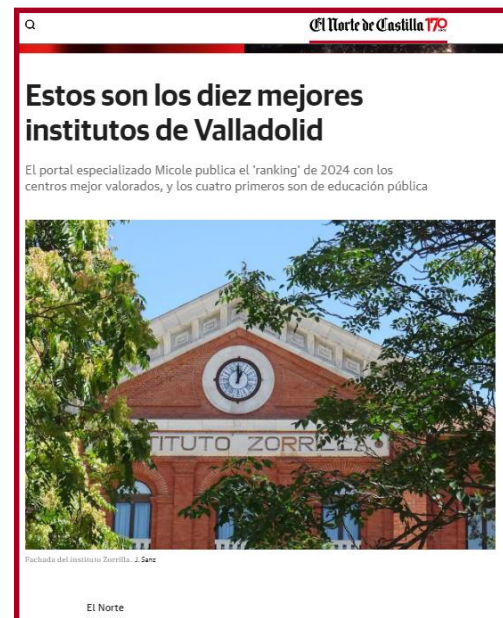 El Norte de Castilla 170
Estos son los diez mejores
institutos de Valladolid
El portal especializado Micole publica el 'ranking' de 2024 con los
centros mejor valorados, y los cuatro primeros son de educación pública
TITUTO ZORRILLA
Fachada del instituto Zorrilla. J. Sanz
El Norte